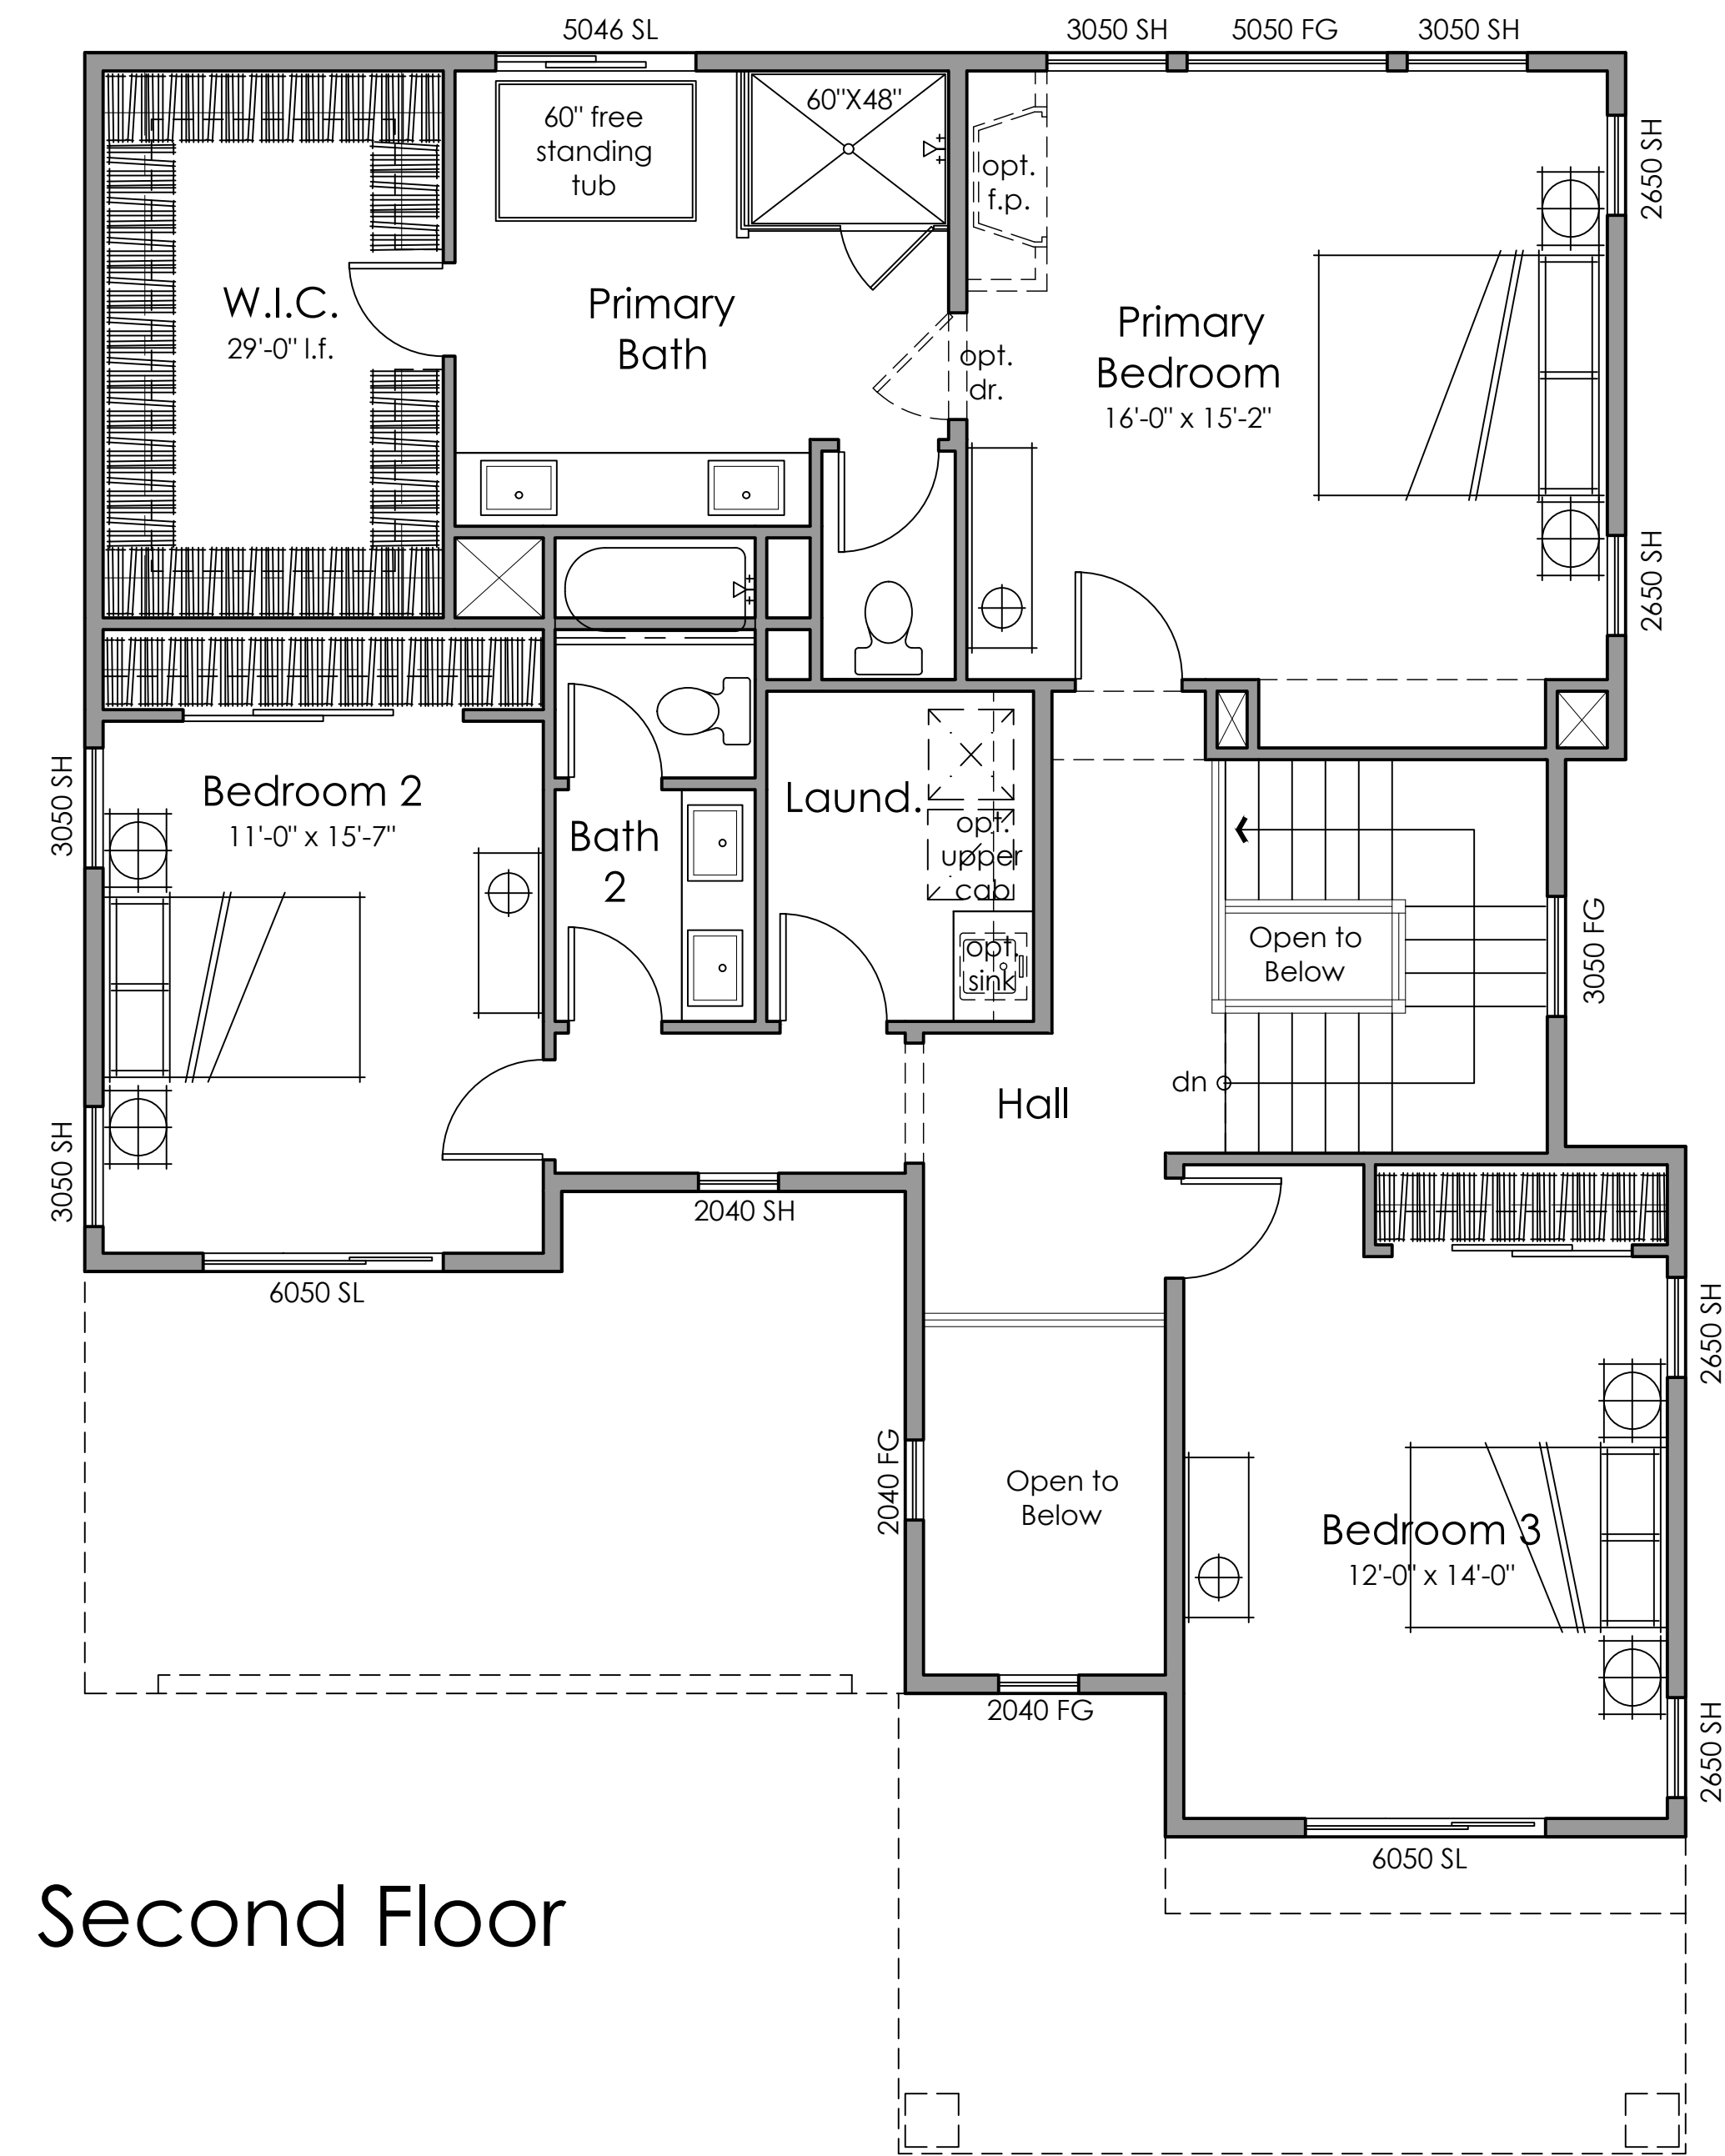 5046 SL
3050 SH
5050 FG
3050 SH
60" free
standing
tub
60"X48"
opt.
f.p.
2650 SH
W.I.C.
29'-0" l.f.
Primary
Bath
opt.
dr.
Primary
Bedroom
16'-0" x 15'-2"
2650 SH
3050 SH
Bedroom 2
11'-0" x 15'-7"
Bath
2
Laund.
opt.
upper
cab
opt.
sink
Open to
Below
3050 FG
dn
Hall
3050 SH
2040 SH
6050 SL
2650 SH
2040 FG
Open to
Below
Bedroom 3
12'-0" x 14'-0"
2040 FG
2650 SH
6050 SL
Second Floor